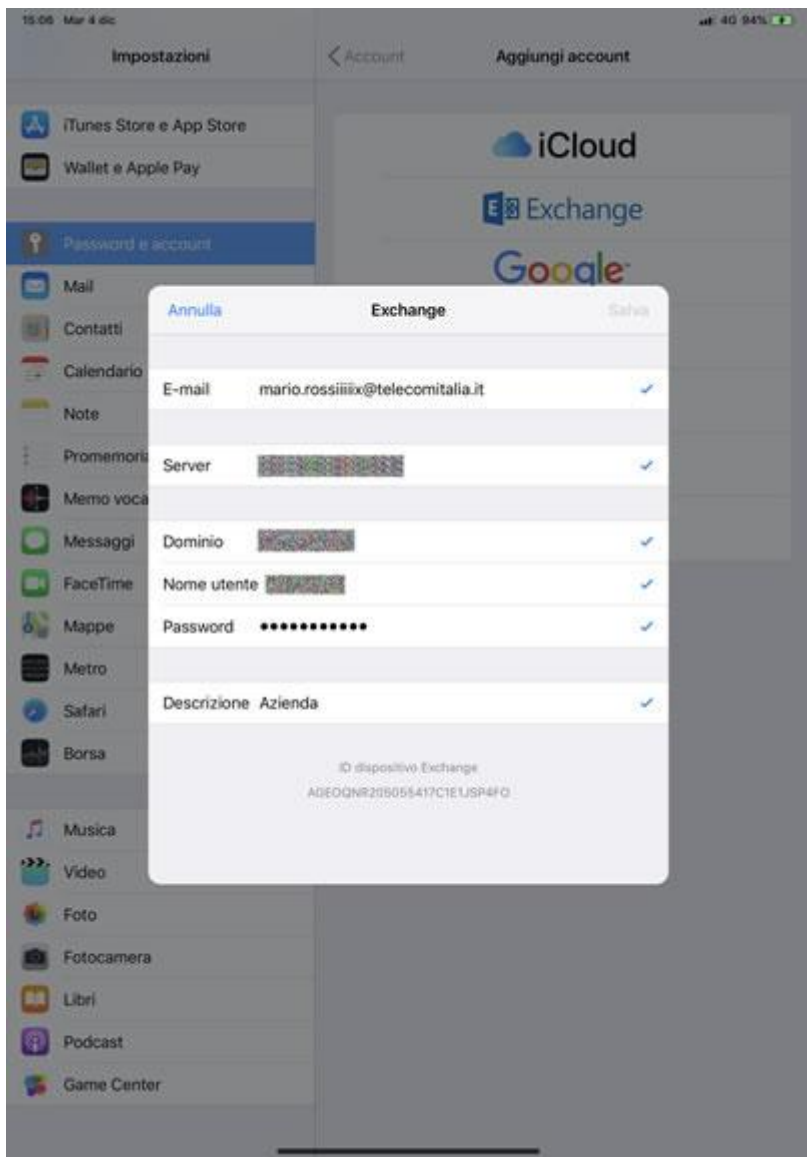 15:06 Mar 4 dic
4G 94%
Impostazioni
Account
Aggiungi account
iTunes Store e App Store
Wallet e Apple Pay
Password e account
Mail
Contatti
Calendario
Note
Promemoria
Memo voca
Messaggi
FaceTime
Mappe
Metro
Safari
Borsa
Musica
Video
Foto
Fotocamera
Libri
Podcast
Game Center
iCloud
E Exchange
Google
Annulla
Exchange
Salva
E-mail mario.rossiiiiix@telecomitalia.it
Server
Dominio
Nome utente
Password •••••••••••
Descrizione Azienda
ID dispositivo Exchange